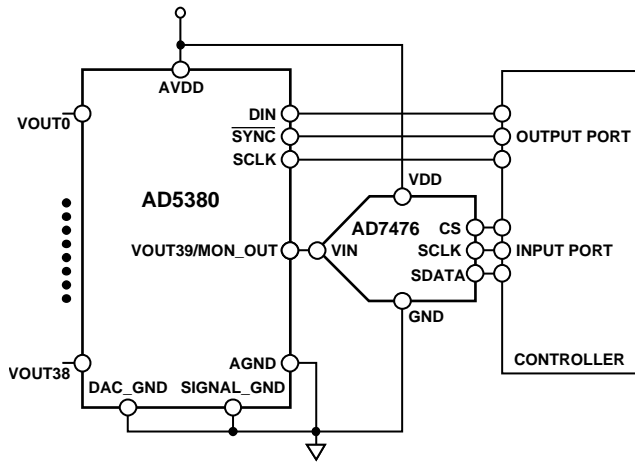 AVDD
VOUT0
DIN
SYNC
SCLK
OUTPUT PORT
AD5380
VDD
AD7476
VOUT39/MON_OUT
VIN
CS
SCLK
SDATA
INPUT PORT
GND
VOUT38
AGND
DAC_GND
SIGNAL_GND
CONTROLLER